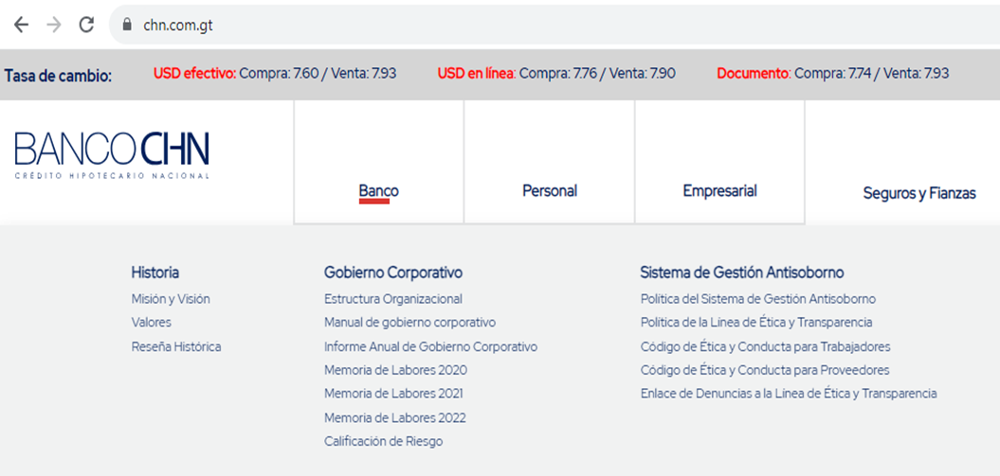 chn.com.gt
Tasa de cambio: USD efectivo: Compra: 7.60 / Venta: 7.93 USD en línea: Compra: 7.76 / Venta: 7.90 Documento: Compra: 7.74 / Venta: 7.93
BANCO CHN
CRÉDITO HIPOTECARIO NACIONAL
Banco Personal Empresarial Seguros y Fianzas
Historia
Misión y Visión
Valores
Reseña Histórica
Gobierno Corporativo
Estructura Organizacional
Manual de gobierno corporativo
Informe Anual de Gobierno Corporativo
Memoria de Labores 2020
Memoria de Labores 2021
Memoria de Labores 2022
Calificación de Riesgo
Sistema de Gestión Antisoborno
Política del Sistema de Gestión Antisoborno
Política de la Línea de Ética y Transparencia
Código de Ética y Conducta para Trabajadores
Código de Ética y Conducta para Proveedores
Enlace de Denuncias a la Línea de Ética y Transparencia